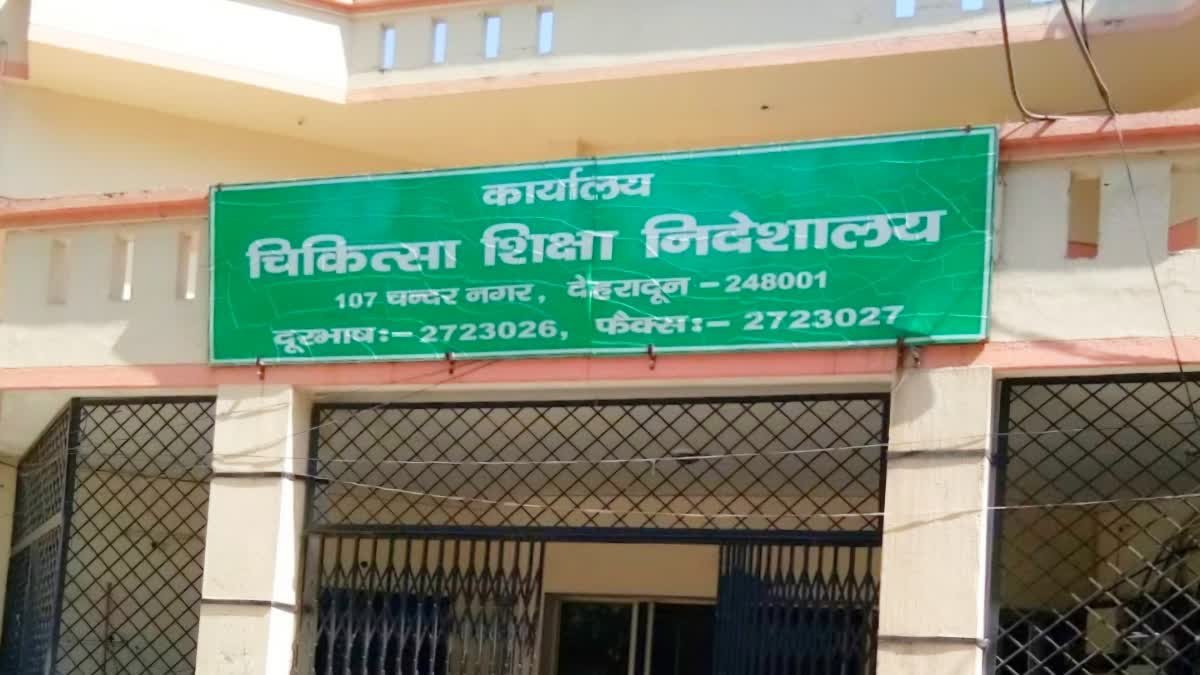 कार्यालय
चिकित्सा शिक्षा निदेशालय
107 चन्दर नगर, देहरादून - 248001
दूरभाषः- 2723026, फैक्सः- 2723027